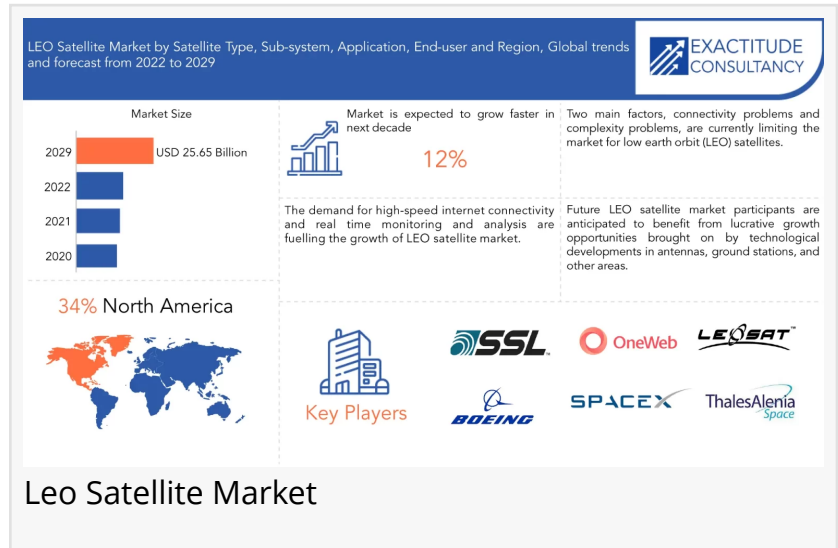 LEO Satellite Market by Satellite Type, Sub-system, Application, End-user and Region, Global trends
and forecast from 2022 to 2029
EXACTITUDE
CONSULTANCY
Market Size
2029
USD 25.65 Billion
2022
2021
2020
Market is expected to grow faster in
next decade
12%
Two main factors, connectivity problems and
complexity problems, are currently limiting the
market for low earth orbit (LEO) satellites.
The demand for high-speed internet connectivity
and real time monitoring and analysis are
fuelling the growth of LEO satellite market.
Future LEO satellite market participants are
anticipated to benefit from lucrative growth
opportunities brought on by technological
developments in antennas, ground stations, and
other areas.
34% North America
Key Players
SSL
OneWeb
LEOSAT
BOEING
SPACEX
ThalesAlenia
Space
Leo Satellite Market